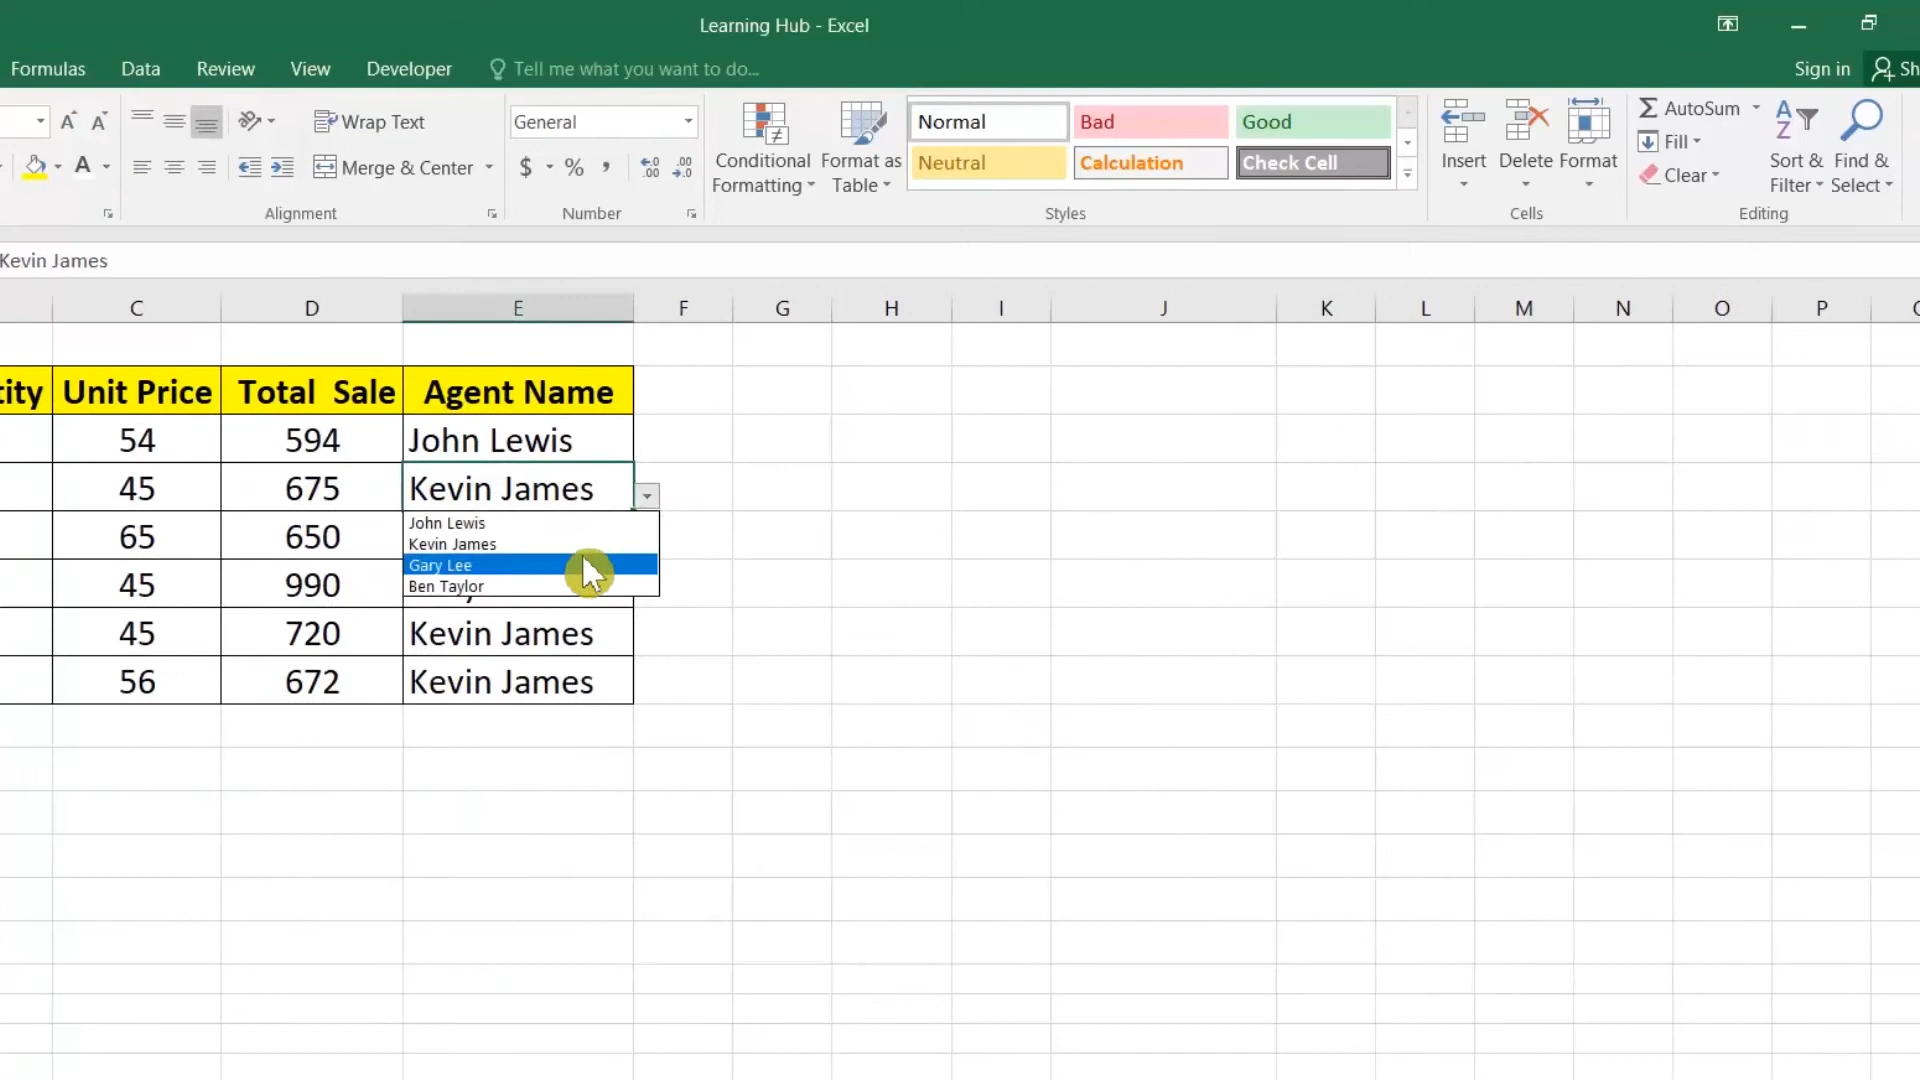 Learning Hub - Excel
Formulas Data Review View Developer Tell me what you want to do... Sign in Sh
A A Wrap Text General Conditional Formatting Format as Table Normal Bad Good Insert Delete Format AutoSum Sort & Filter Find & Select
A Merge & Center $ % , Neutral Calculation Check Cell Fill
Clear
Alignment Number Styles Cells Editing
Kevin James
C D E F G H I J K L M N O P
tity Unit Price Total Sale Agent Name
54 594 John Lewis
45 675 Kevin James
65 650
45 990
45 720 Kevin James
56 672 Kevin James
John Lewis
Kevin James
Gary Lee
Ben Taylor